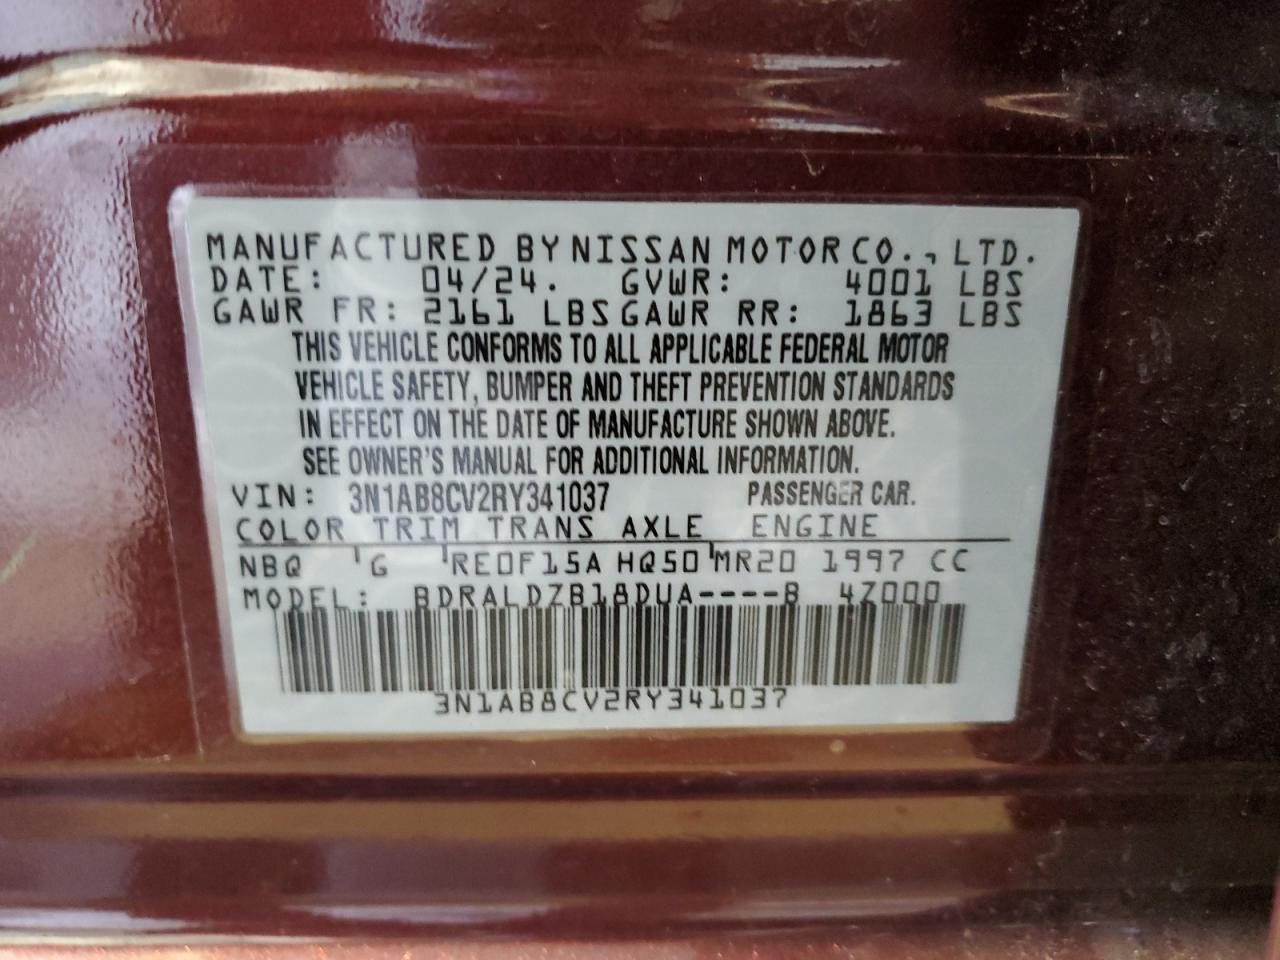 MANUFACTURED BY NISSAN MOTOR CO., LTD.
DATE: 04/24. GVWR: 4001 LBS
GAWR FR: 2161 LBS GAWR RR: 1863 LBS
THIS VEHICLE CONFORMS TO ALL APPLICABLE FEDERAL MOTOR
VEHICLE SAFETY, BUMPER AND THEFT PREVENTION STANDARDS
IN EFFECT ON THE DATE OF MANUFACTURE SHOWN ABOVE.
SEE OWNER'S MANUAL FOR ADDITIONAL INFORMATION.
VIN: 3N1AB8CV2RY341037 PASSENGER CAR.
COLOR TRIM TRANS AXLE ENGINE
NBQ G RE0F15A HQ50 MR20 1997 CC
MODEL: BDRALDZB18DUA----B 4Z000
3N1AB8CV2RY341037